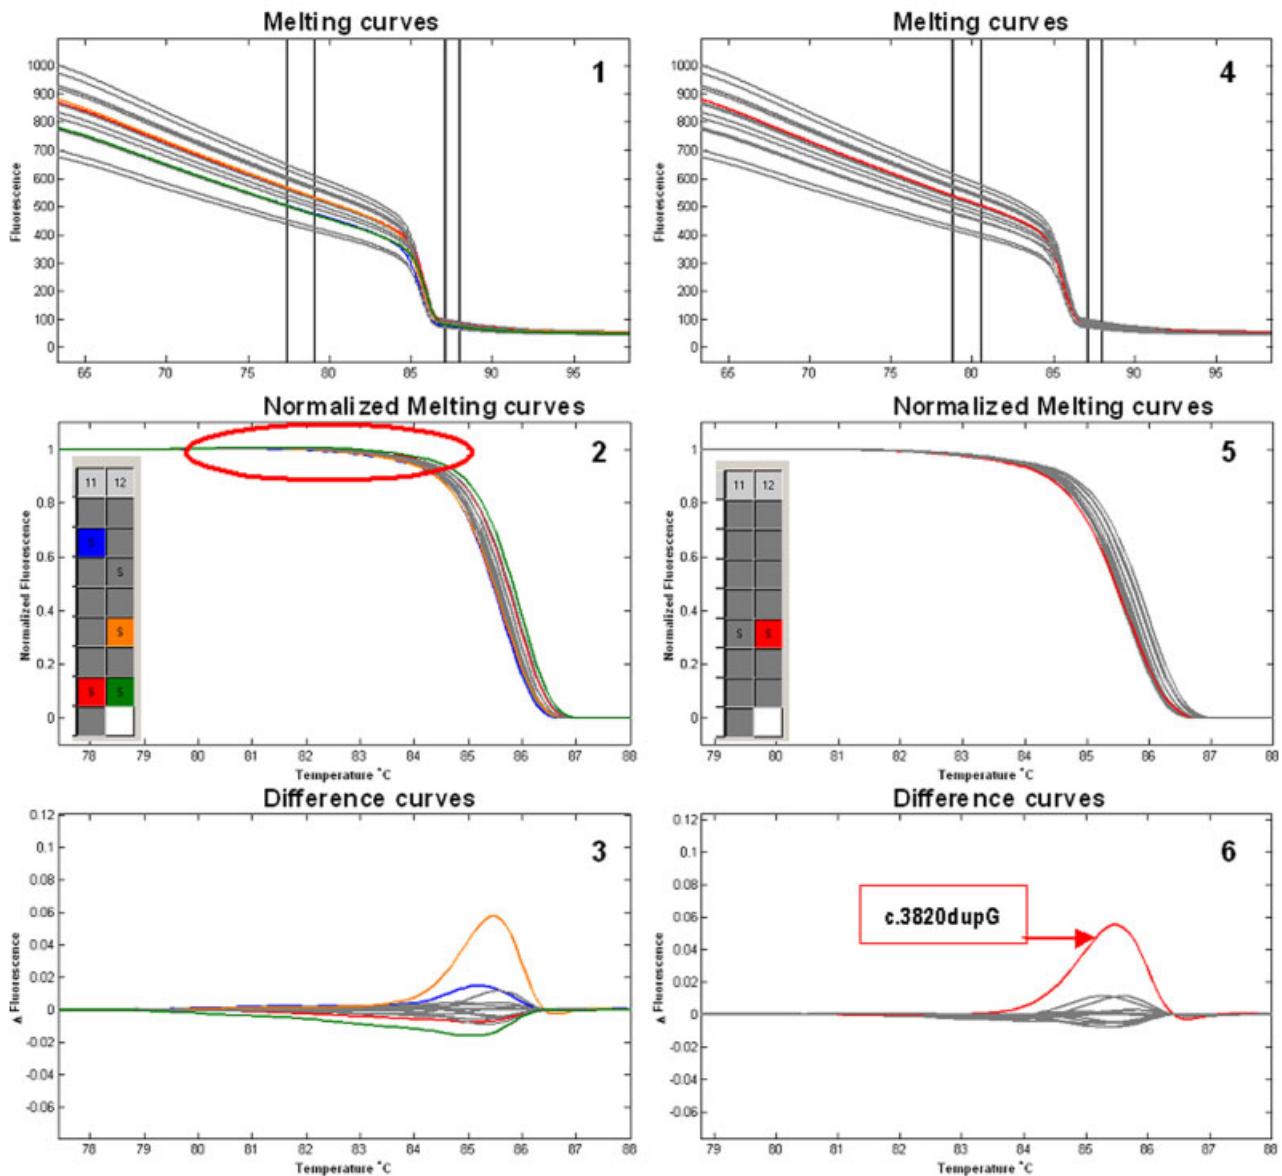 Melting curves
1
1000
900
800
700
600
500
400
300
200
100
0
Fluorescence
65 70 75 80 85 90 95
Melting curves
4
1000
900
800
700
600
500
400
300
200
100
0
Fluorescence
65 70 75 80 85 90 95
Normalized Melting curves
2
1
0.8
0.6
0.4
0.2
0
Normalized Fluorescence
11 12
S
S
S
S S
78 79 80 81 82 83 84 85 86 87 88
Temperature °C
Normalized Melting curves
5
1
0.8
0.6
0.4
0.2
0
Normalized Fluorescence
11 12
S S
79 80 81 82 83 84 85 86 87 88
Temperature °C
Difference curves
3
0.12
0.1
0.08
0.06
0.04
0.02
0
-0.02
-0.04
-0.06
Δ Fluorescence
78 79 80 81 82 83 84 85 86 87 88
Temperature °C
Difference curves
6
0.12
0.1
0.08
0.06
0.04
0.02
0
-0.02
-0.04
-0.06
Δ Fluorescence
c.3820dupG
79 80 81 82 83 84 85 86 87 88
Temperature °C